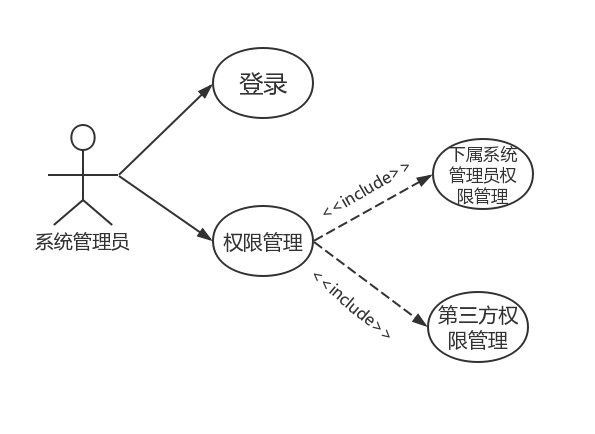 登录
系统管理员
权限管理
<<include>>
下属系统
管理员权
限管理
<<include>>
第三方权
限管理